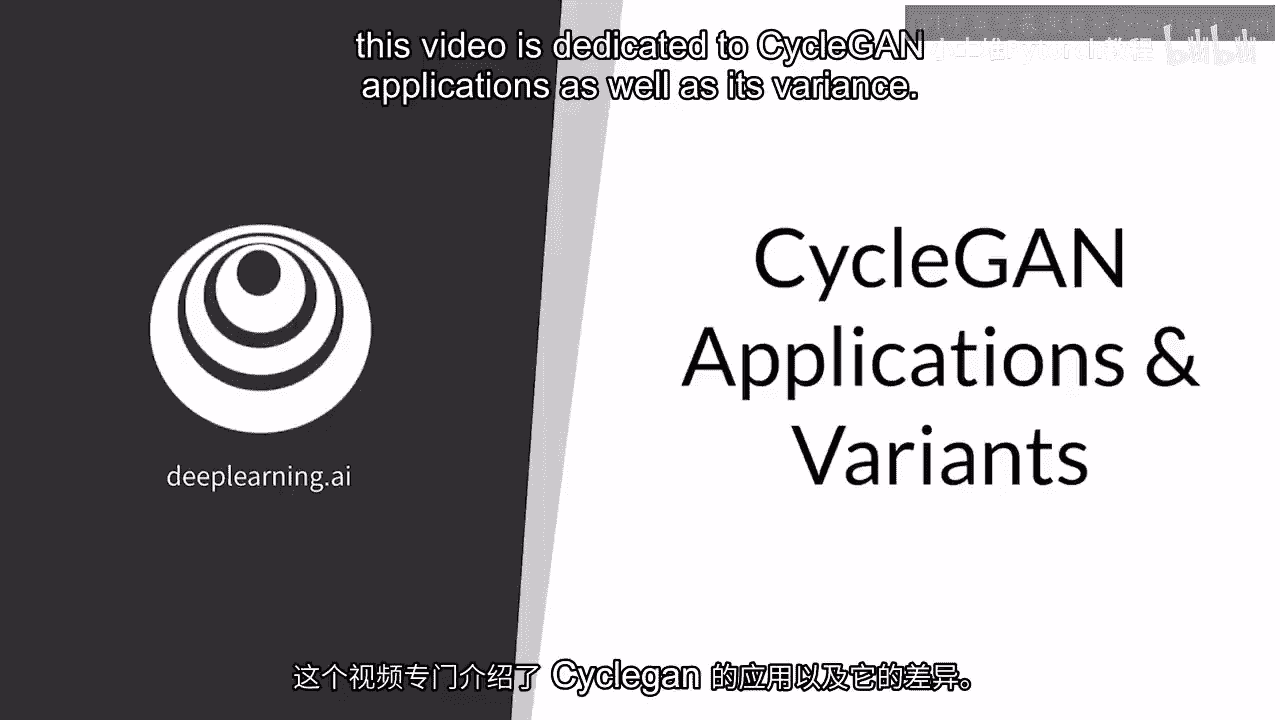 this video is dedicated to CycleGAN
applications as well as its variance.
bilibili
CycleGAN
Applications &
Variants
deeplearning.ai
这个视频专门介绍了 Cyclegan 的应用以及它的差异。